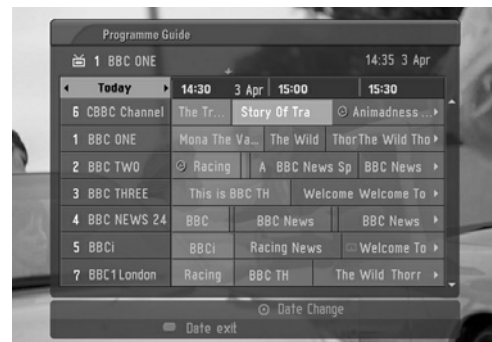 Programme Guide
1 BBC ONE 14:35 3 Apr
Today 14:30 3 Apr 15:00 15:30
6 CBBC Channel The Tr... Story Of Tra Animadness ...
1 BBC ONE Mona The Va... The Wild Thor The Wild Tho
2 BBC TWO Racing A BBC News Sp BBC News
3 BBC THREE This is BBC TH Welcome Welcome To
4 BBC NEWS 24 BBC BBC News BBC News
5 BBCi BBCi Racing News Welcome To
7 BBC1 London Racing BBC TH The Wild Thorr
Date Change
Date exit